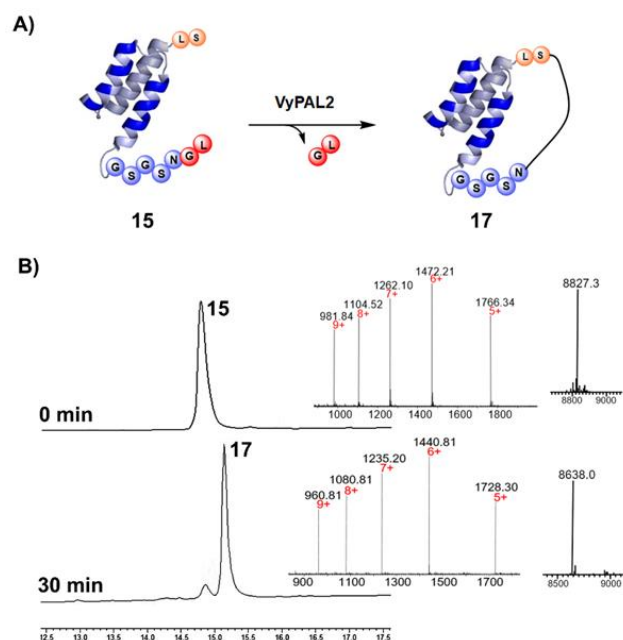 A)
L S
VyPAL2
L S
G S G S N G L
G L
G S G S N
15
17
B)
15
981.84
9+
1104.52
8+
1262.10
7+
1472.21
6+
1766.34
5+
8827.3
1000 1200 1400 1600 1800
8800 9000
0 min
17
960.81
9+
1080.81
8+
1235.20
7+
1440.81
6+
1728.30
5+
8638.0
900 1100 1300 1500 1700
8500 9000
30 min
12.5 13.0 13.5 14.0 14.5 15.0 15.5 16.0 16.5 17.0 17.5